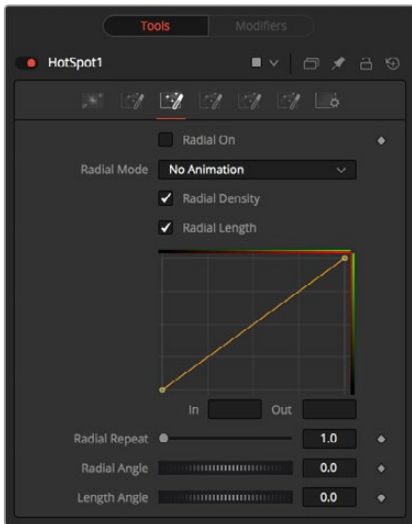 Tools Modifiers
HotSpot1
Radial On
Radial Mode No Animation
Radial Density
Radial Length
In Out
Radial Repeat 1.0
Radial Angle 0.0
Length Angle 0.0